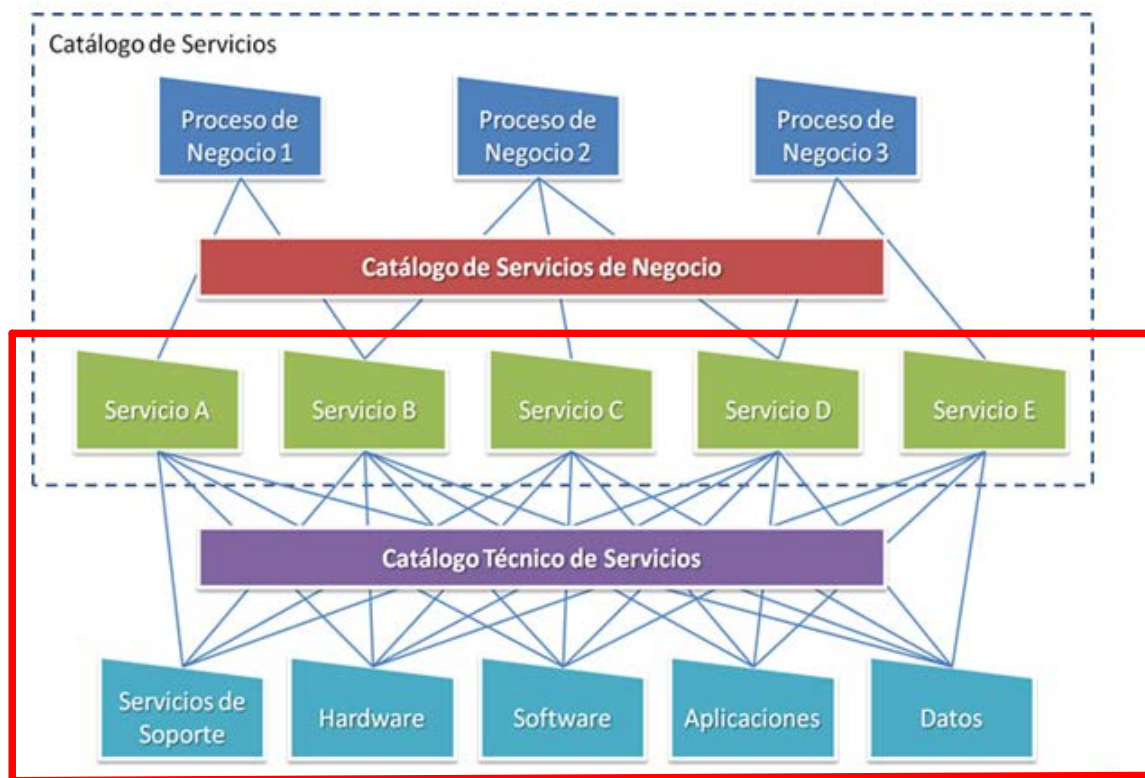 Catálogo de Servicios
Proceso de
Negocio 1
Proceso de
Negocio 2
Proceso de
Negocio 3
Catálogo de Servicios de Negocio
Servicio A
Servicio B
Servicio C
Servicio D
Servicio E
Catálogo Técnico de Servicios
Servicios de
Soporte
Hardware
Software
Aplicaciones
Datos